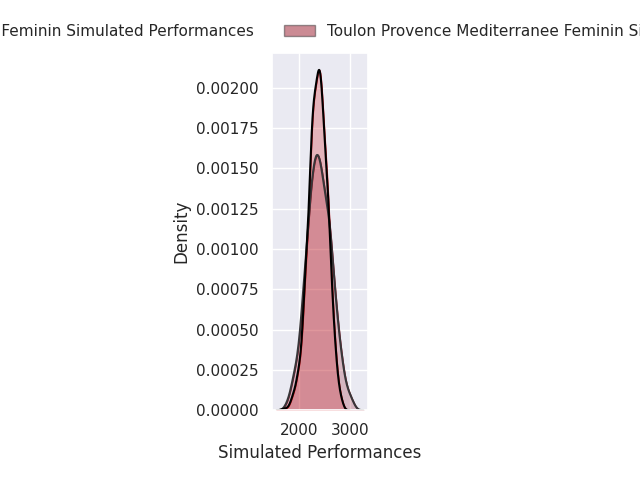 Feminin Simulated Performances
Toulon Provence Mediterranee Feminin
0.00200
0.00175
0.00150
0.00125
0.00100
0.00075
0.00050
0.00025
0.00000
Density
2000 3000
Simulated Performances